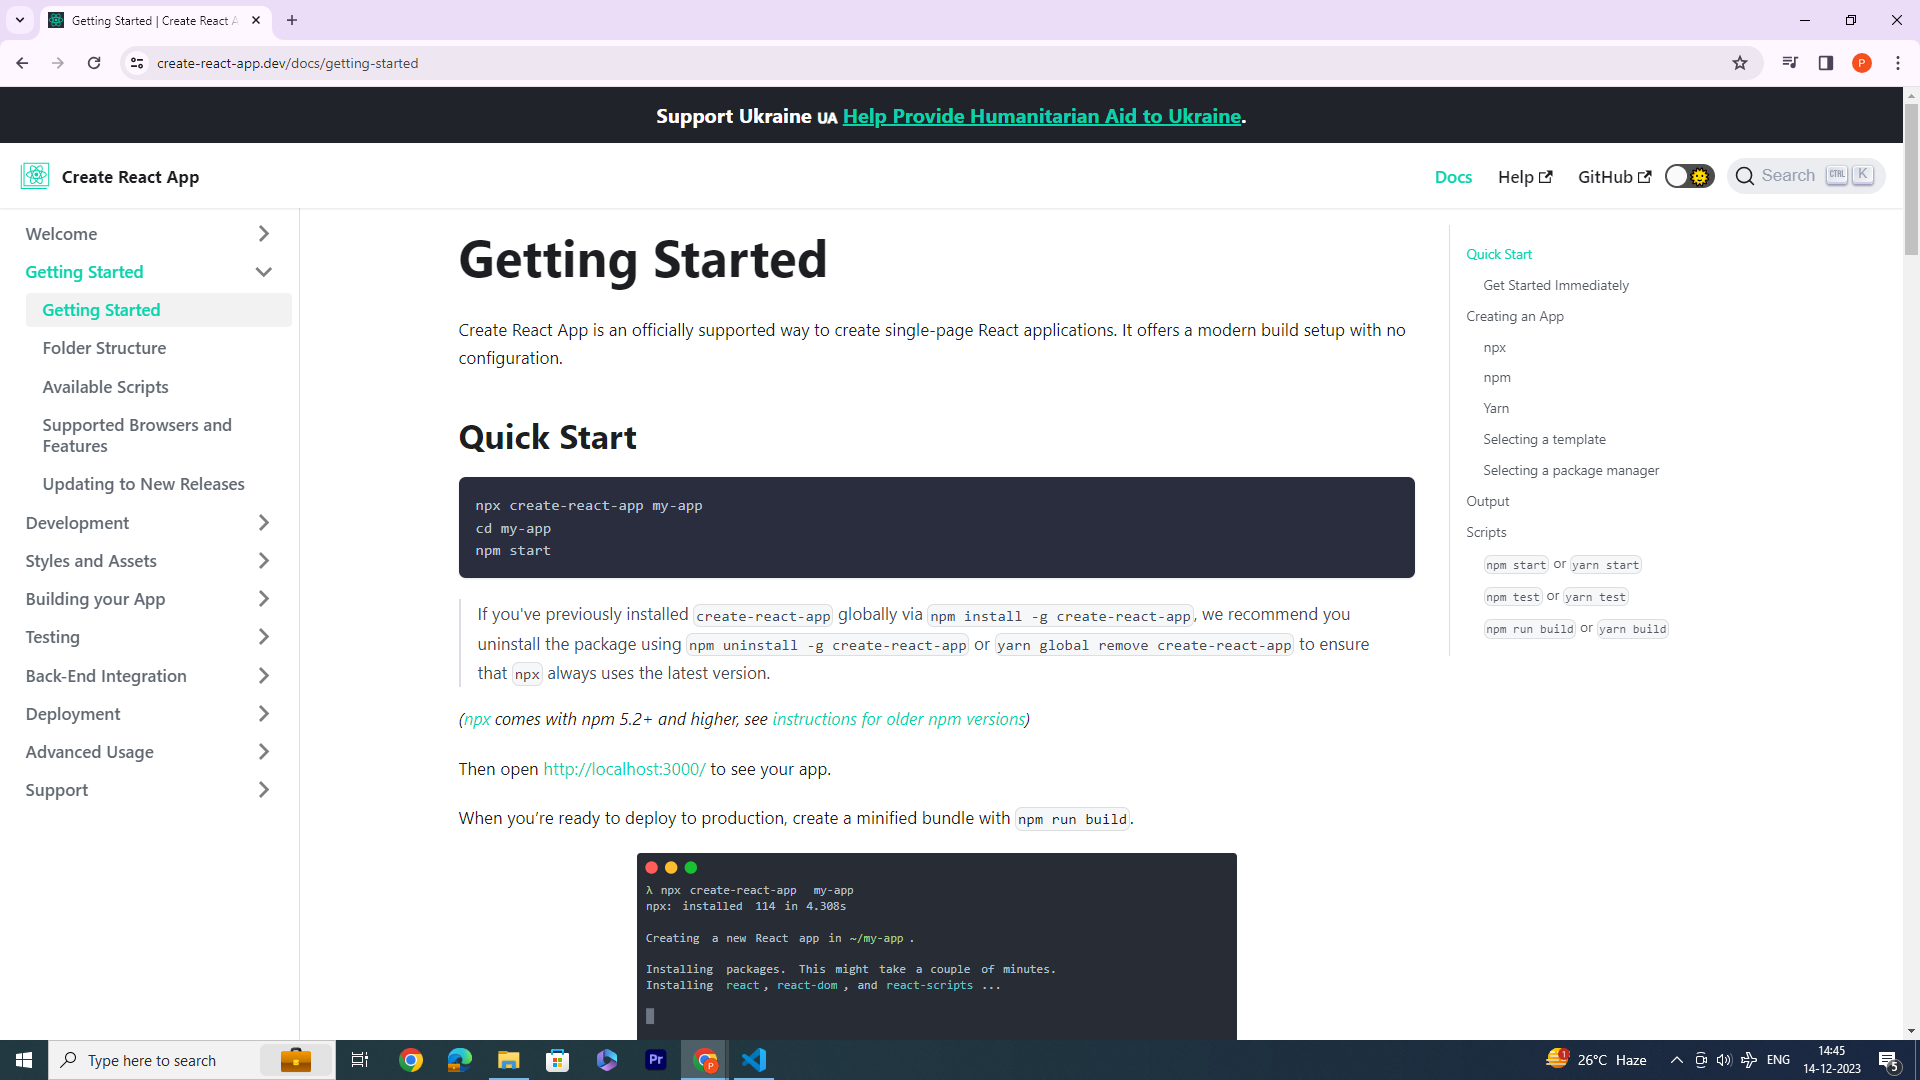 Getting Started | Create React A
create-react-app.dev/docs/getting-started
P
Support Ukraine UA Help Provide Humanitarian Aid to Ukraine.
Create React App
Docs
Help
GitHub
Search
CTRL
K
Welcome
Getting Started
Getting Started
Folder Structure
Available Scripts
Supported Browsers and
Features
Updating to New Releases
Development
Styles and Assets
Building your App
Testing
Back-End Integration
Deployment
Advanced Usage
Support
Getting Started
Create React App is an officially supported way to create single-page React applications. It offers a modern build setup with no
configuration.
Quick Start
npx create-react-app my-app
cd my-app
npm start
If you've previously installed create-react-app globally via npm install -g create-react-app, we recommend you
uninstall the package using npm uninstall -g create-react-app or yarn global remove create-react-app to ensure
that npx always uses the latest version.
(npx comes with npm 5.2+ and higher, see instructions for older npm versions)
Then open http://localhost:3000/ to see your app.
When you’re ready to deploy to production, create a minified bundle with npm run build.
λ npx create-react-app my-app
npx: installed 114 in 4.308s
Creating a new React app in ~/my-app .
Installing packages. This might take a couple of minutes.
Installing react, react-dom, and react-scripts ...
Quick Start
Get Started Immediately
Creating an App
npx
npm
Yarn
Selecting a template
Selecting a package manager
Output
Scripts
npm start or yarn start
npm test or yarn test
npm run build or yarn build
Type here to search
Pr
P
1
26°C Haze
ENG
14:45
14-12-2023
5